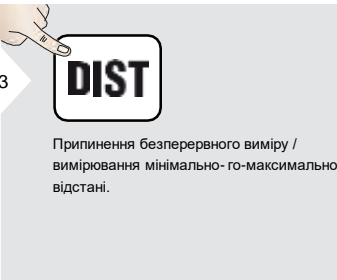 3
DIST
Припинення безперервного виміру /
вимірювання мінімально- го-максимально
відстані.